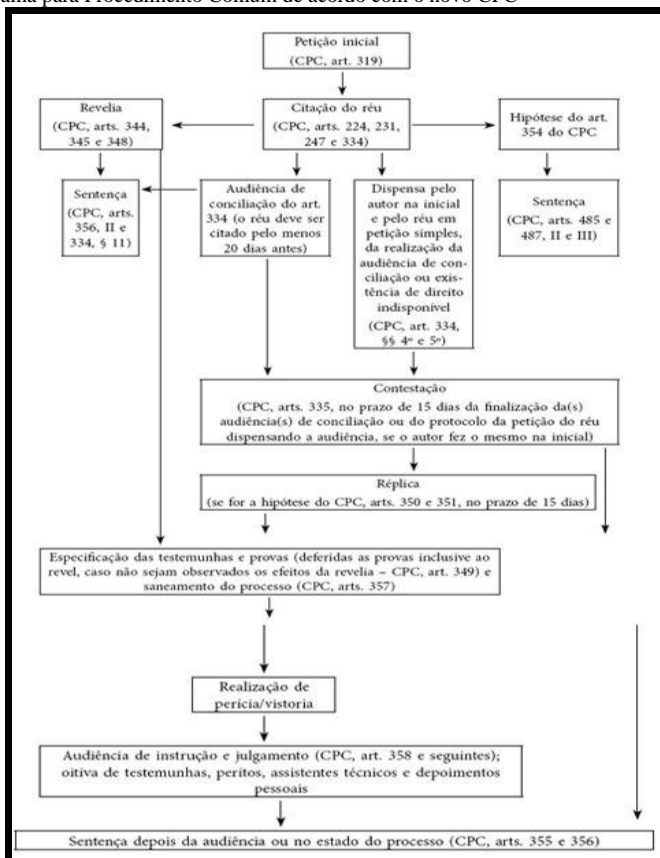 para Procedimento Comum de acordo com o novo CPC
Petição inicial
(CPC, art. 319)
Revelia
(CPC, arts. 344,
345 e 348)
Citação do réu
(CPC, arts. 224, 231,
247 e 334)
Hipótese do art.
354 do CPC
Sentença
(CPC, arts.
356, II e
334, § 11)
Audiência de
conciliação do art.
334 (o réu deve ser
citado pelo menos
20 dias antes)
Dispensa pelo
autor na inicial
e pelo réu em
petição simples,
da realização da
audiência de con-
ciliação ou exis-
tência de direito
indisponível
(CPC, art. 334,
§§ 4º e 5º)
Sentença
(CPC, arts. 485 e
487, II e III)
Contestação
(CPC, arts. 335, no prazo de 15 dias da finalização da(s)
audiência(s) de conciliação ou do protocolo da petição do réu
dispensando a audiência, se o autor fez o mesmo na inicial)
Réplica
(se for a hipótese do CPC, arts. 350 e 351, no prazo de 15 dias)
Especificação das testemunhas e provas (deferidas as provas inclusive ao
revel, caso não sejam observados os efeitos da revelia – CPC, art. 349) e
saneamento do processo (CPC, arts. 357)
Realização de
perícia/vistoria
Audiência de instrução e julgamento (CPC, art. 358 e seguintes);
oitiva de testemunhas, peritos, assistentes técnicos e depoimentos
pessoais
Sentença depois da audiência ou no estado do processo (CPC, arts. 355 e 356)